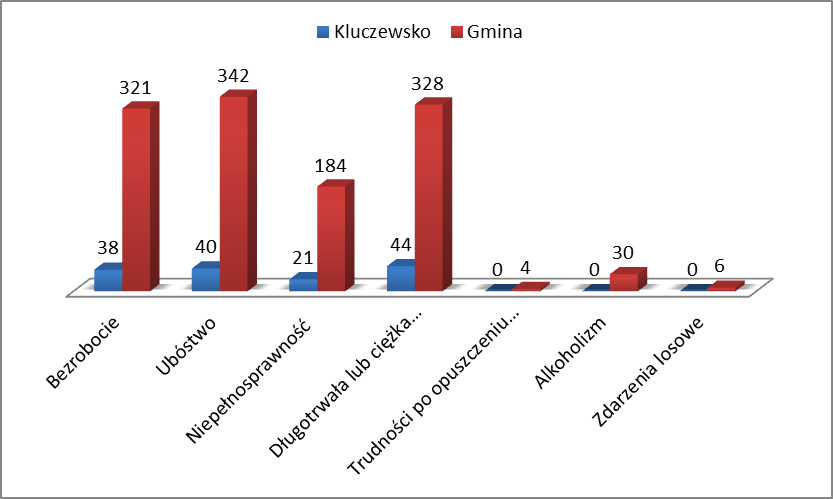 Kluczewsko Gmina
321 342 184 328 4 30 6
38 40 21 44 0 0 0
Bezrobocie
Ubóstwo
Niepełnosprawność
Długotrwała lub ciężka...
Trudności po opuszczeniu...
Alkoholizm
Zdarzenia losowe